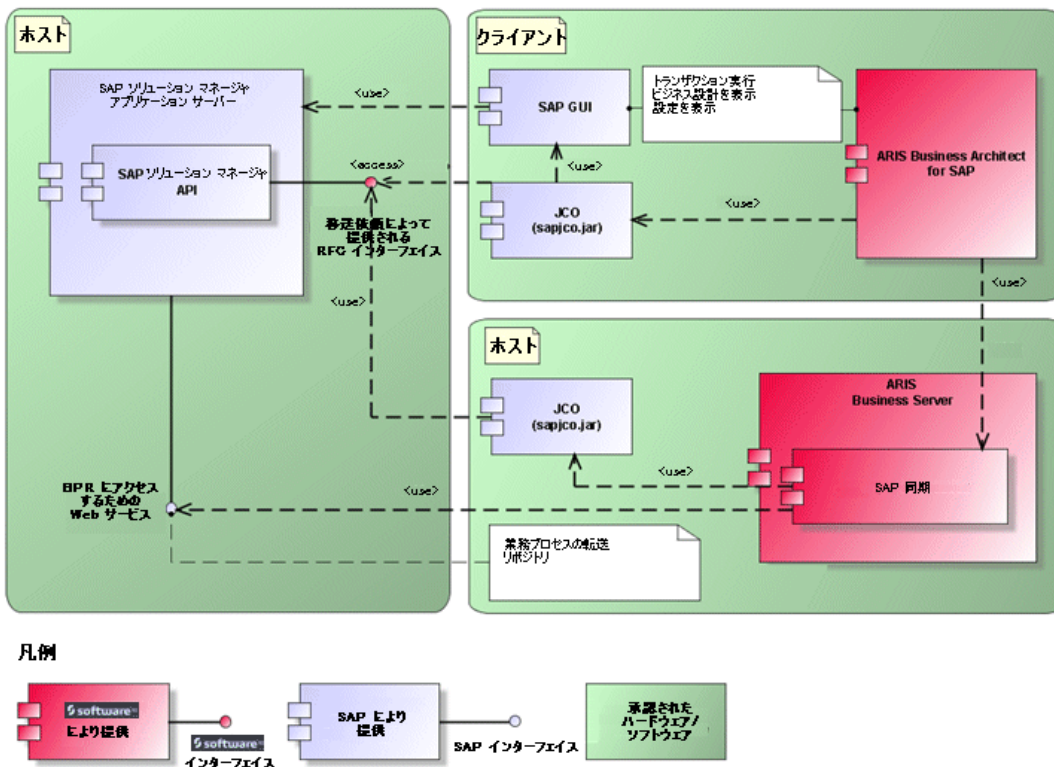 ホスト
SAP ソリューション マネージャ
アプリケーション サーバー
SAP ソリューション マネージャ
API
<use>
<access>
移送依頼によって
提供される
RFC インターフェイス
<use>
BPR にアクセス
するための
Web サービス
<use>
クライアント
SAP GUI
トランザクション実行
ビジネス設計を表示
設定を表示
ARIS Business Architect
for SAP
<use>
JCO
(sapjco.jar)
<use>
<use>
ホスト
JCO
(sapjco.jar)
ARIS
Business Server
<use>
SAP 同期
業務プロセスの転送
リポジトリ
凡例
software
により提供
software
インターフェイス
SAP により
提供
SAP インターフェイス
承認された
ハードウェア/
ソフトウェア